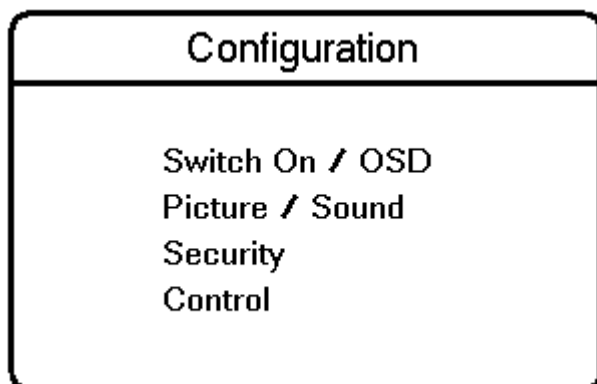 Configuration
Switch On / OSD
Picture / Sound
Security
Control